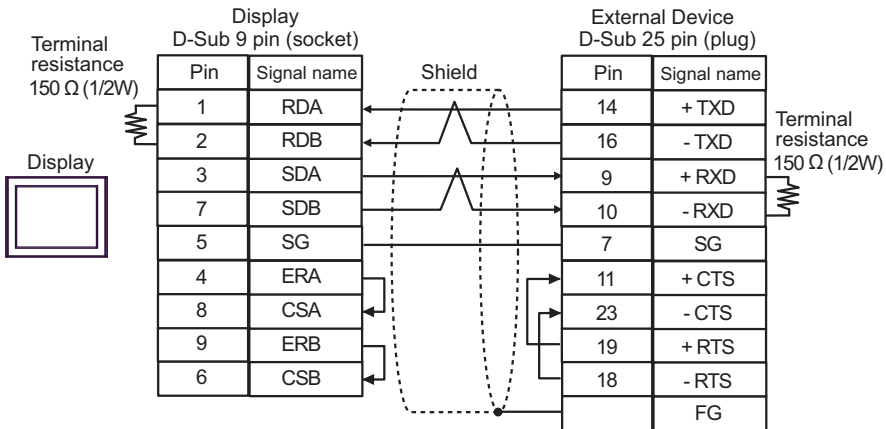 Display
D-Sub 9 pin (socket)
External Device
D-Sub 25 pin (plug)
Terminal
resistance
150 Ω (1/2W)
Pin Signal name
Shield
Pin Signal name
1 RDA
14 + TXD
2 RDB
16 - TXD
Terminal
resistance
150 Ω (1/2W)
Display
3 SDA
9 + RXD
7 SDB
10 - RXD
5 SG
7 SG
4 ERA
11 + CTS
8 CSA
23 - CTS
9 ERB
19 + RTS
6 CSB
18 - RTS
FG